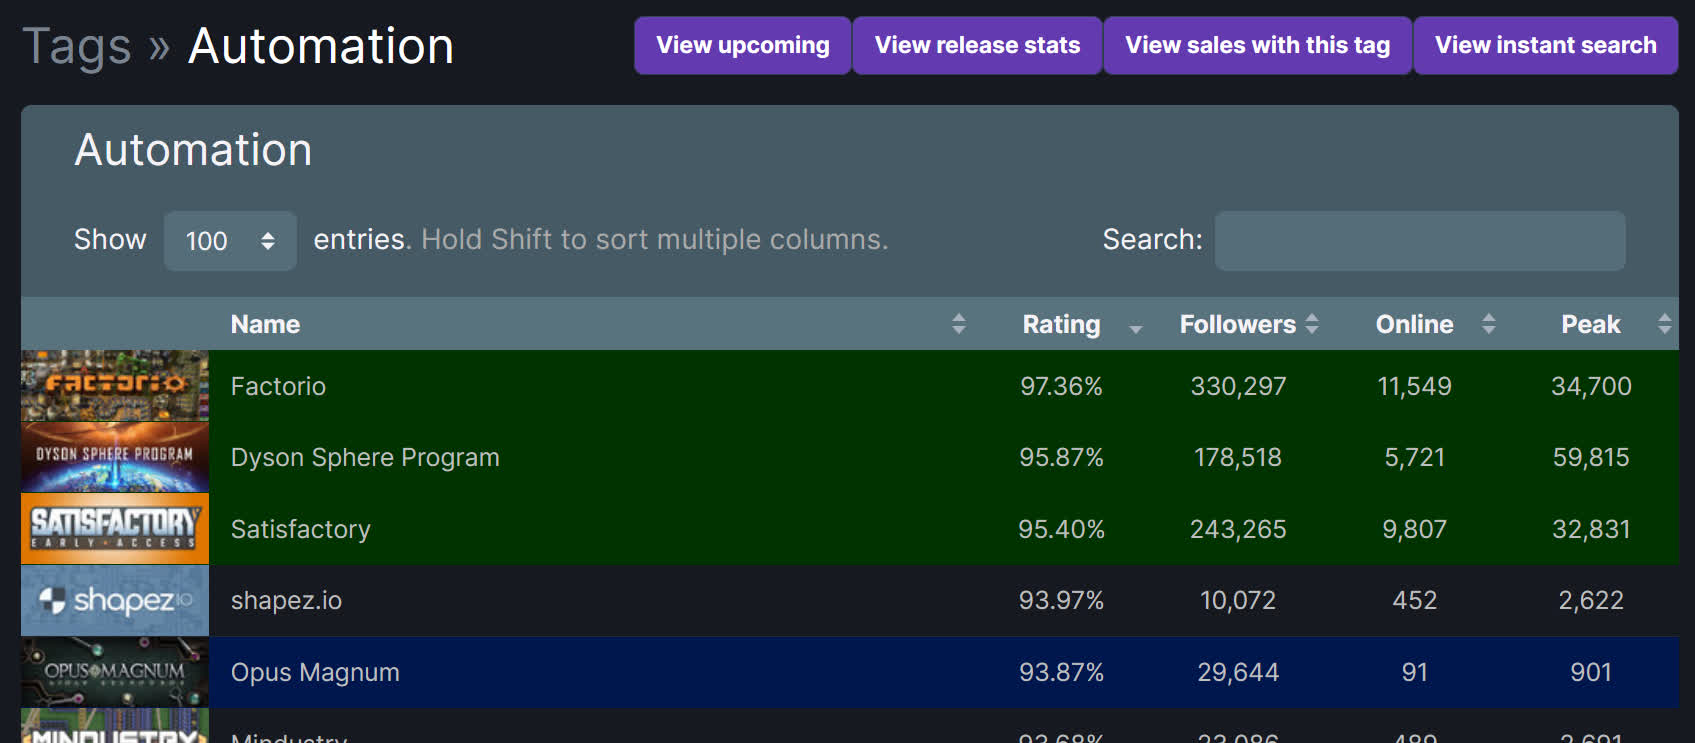 Tags » Automation
View upcoming
View release stats
View sales with this tag
View instant search
Automation
Show 100 entries. Hold Shift to sort multiple columns.
Search:
Name Rating Followers Online Peak
FACTORIO Factorio 97.36% 330,297 11,549 34,700
DYSON SPHERE PROGRAM Dyson Sphere Program 95.87% 178,518 5,721 59,815
SATISFACTORY
EARLY ACCESS
Satisfactory 95.40% 243,265 9,807 32,831
shapez.io shapez.io 93.97% 10,072 452 2,622
OPUS MAGNUM Opus Magnum 93.87% 29,644 91 901
MINDUSTRY Mindustry 93.68% 23,086 489 2,691